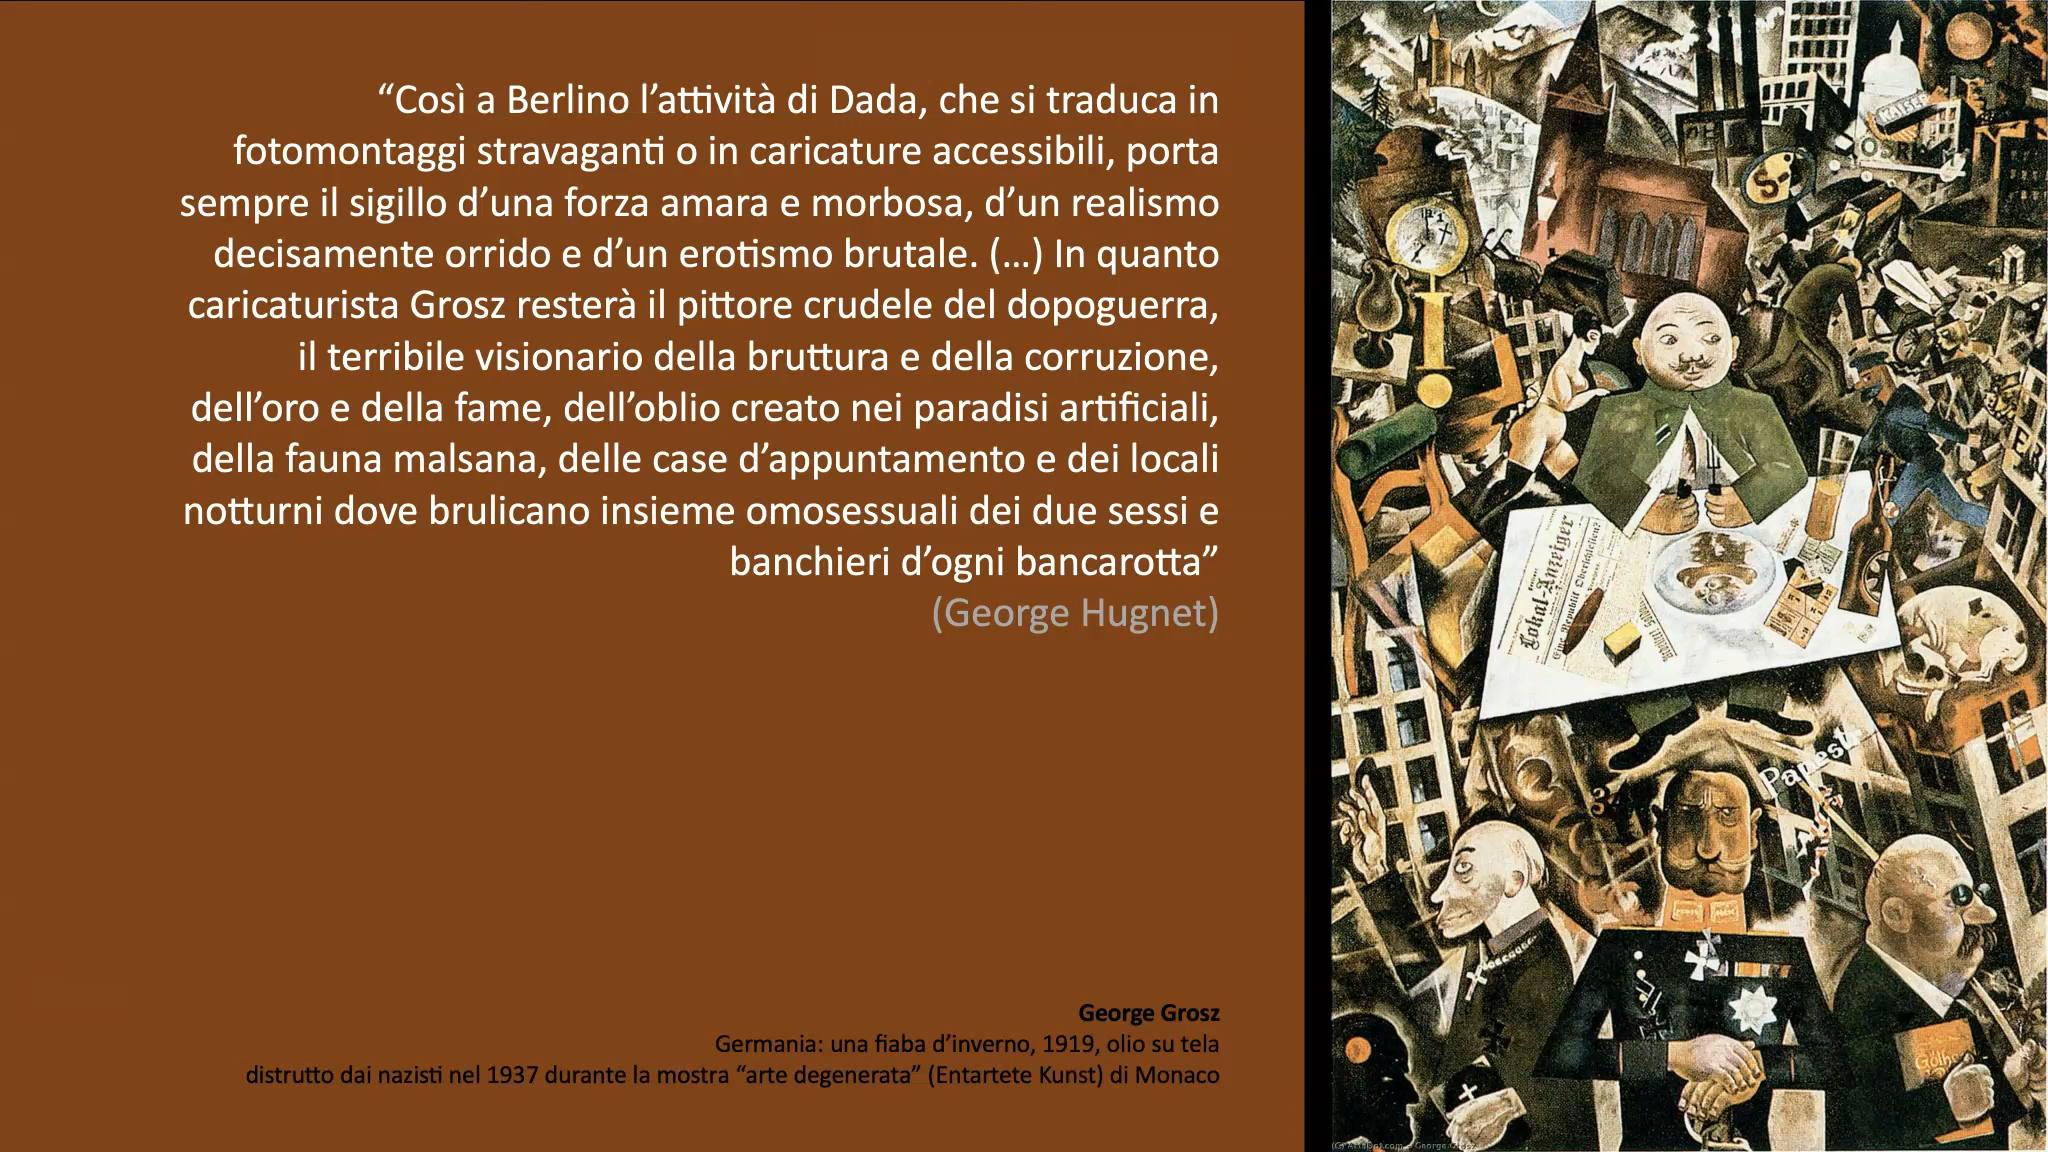 “Così a Berlino l’attività di Dada, che si traduca in
fotomontaggi stravaganti o in caricature accessibili, porta
sempre il sigillo d’una forza amara e morbosa, d’un realismo
decisamente orrido e d’un erotismo brutale. (…) In quanto
caricaturista Grosz resterà il pittore crudele del dopoguerra,
il terribile visionario della bruttura e della corruzione,
dell’oro e della fame, dell’oblio creato nei paradisi artificiali,
della fauna malsana, delle case d’appuntamento e dei locali
notturni dove brulicano insieme omosessuali dei due sessi e
banchieri d’ogni bancarotta”
(George Hugnet)
George Grosz
Germania: una fiaba d’inverno, 1919, olio su tela
distrutto dai nazisti nel 1937 durante la mostra “arte degenerata” (Entartete Kunst) di Monaco
KAISER
Lokal-Anzeiger
Eine Republik Oberschlesien?
Papest